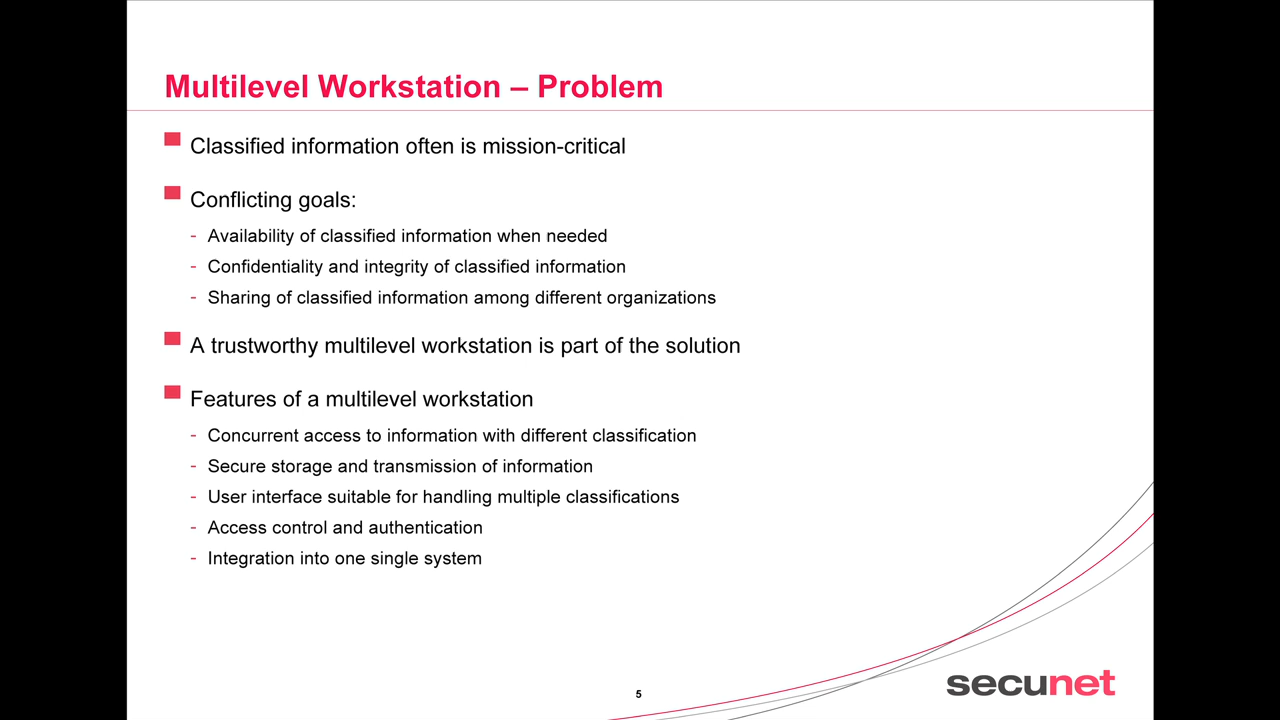 Multilevel Workstation – Problem
Classified information often is mission-critical
Conflicting goals:
- Availability of classified information when needed
- Confidentiality and integrity of classified information
- Sharing of classified information among different organizations
A trustworthy multilevel workstation is part of the solution
Features of a multilevel workstation
- Concurrent access to information with different classification
- Secure storage and transmission of information
- User interface suitable for handling multiple classifications
- Access control and authentication
- Integration into one single system
5
secunet